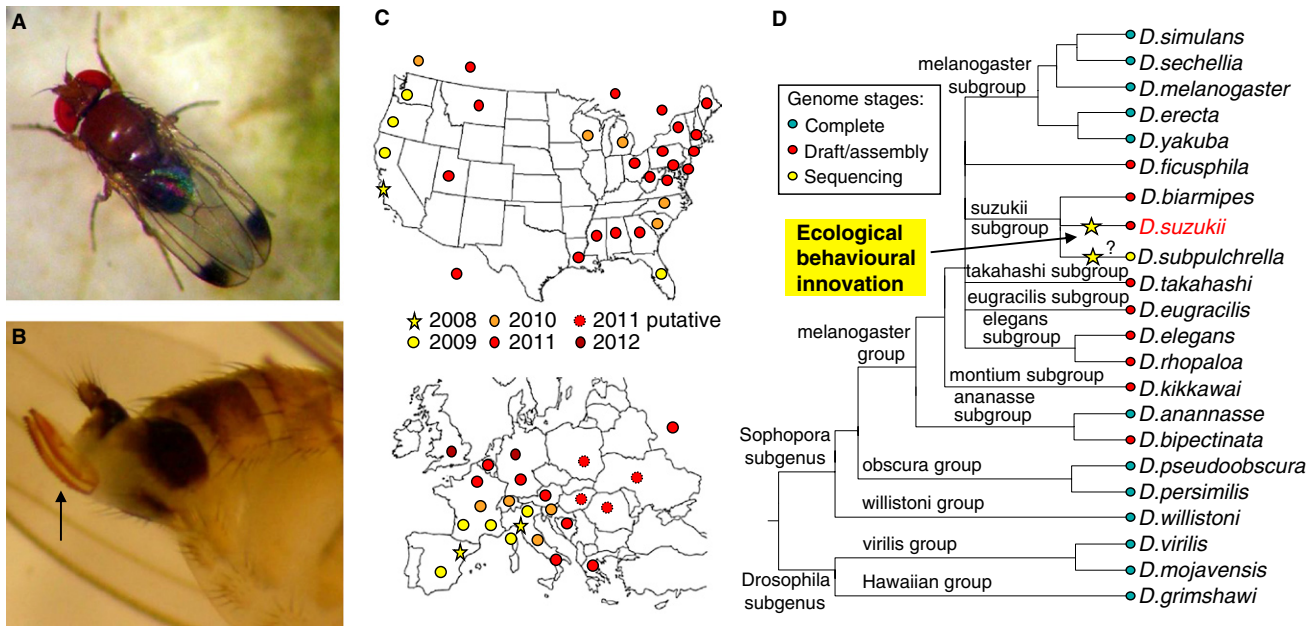 A
B
C
2008
2009
2010
2011
2011 putative
2012
D
Genome stages:
Complete
Draft/assembly
Sequencing
Ecological
behavioural
innovation
melanogaster
subgroup
suzukii
subgroup
?
takahashi subgroup
eugracilis subgroup
elegans
subgroup
melanogaster
group
montium subgroup
ananasse
subgroup
Sophopora
subgenus
obscura group
willistoni group
virilis group
Drosophila
subgenus
Hawaiian group
D.simulans
D.sechellia
D.melanogaster
D.erecta
D.yakuba
D.ficusphila
D.biarmipes
D.suzukii
D.subpulchrella
D.takahashi
D.eugracilis
D.elegans
D.rhopaloa
D.kikkawai
D.anannasse
D.bipectinata
D.pseudoobscura
D.persimilis
D.willistoni
D.virilis
D.mojavensis
D.grimshawi